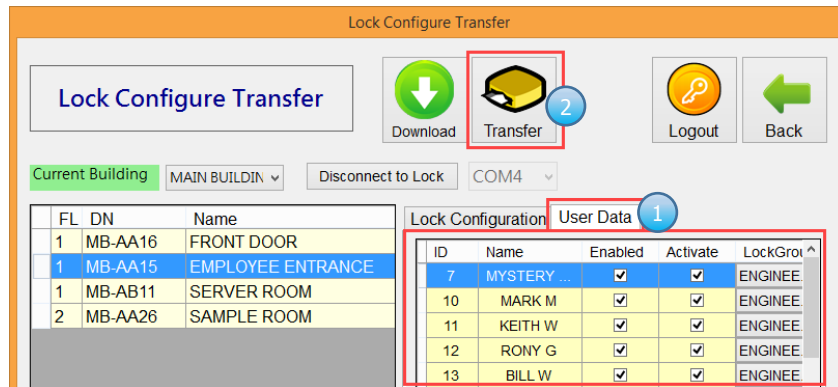 Lock Configure Transfer
Lock Configure Transfer
Download
Transfer
2
Logout
Back
Current Building
MAIN BUILDIN
Disconnect to Lock
COM4
FL DN Name
1 MB-AA16 FRONT DOOR
1 MB-AA15 EMPLOYEE ENTRANCE
1 MB-AB11 SERVER ROOM
2 MB-AA26 SAMPLE ROOM
Lock Configuration User Data 1
ID Name Enabled Activate LockGrou
7 MYSTERY ... ENGINEE.
10 MARK M ENGINEE.
11 KEITH W ENGINEE.
12 RONY G ENGINEE.
13 BILL W ENGINEE.